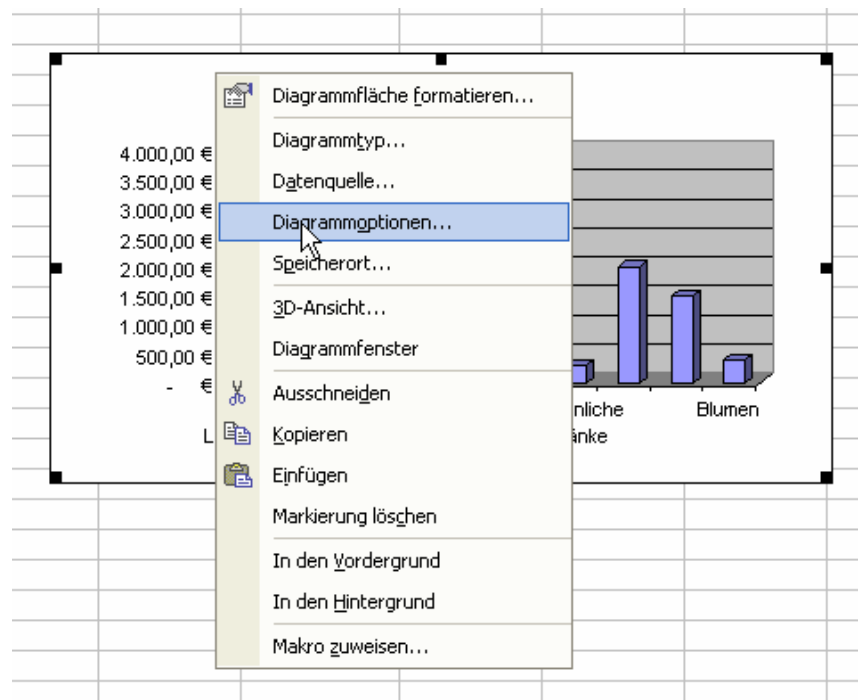 Diagrammfläche formatieren...
Diagrammtyp...
Datenquelle...
Diagrammoptionen...
Speicherort...
3D-Ansicht...
Diagrammfenster
Ausschneiden
Kopieren
Einfügen
Markierung löschen
In den Vordergrund
In den Hintergrund
Makro zuweisen...
4.000,00 €
3.500,00 €
3.000,00 €
2.500,00 €
2.000,00 €
1.500,00 €
1.000,00 €
500,00 €
- €
L
nliche
änke
Blumen